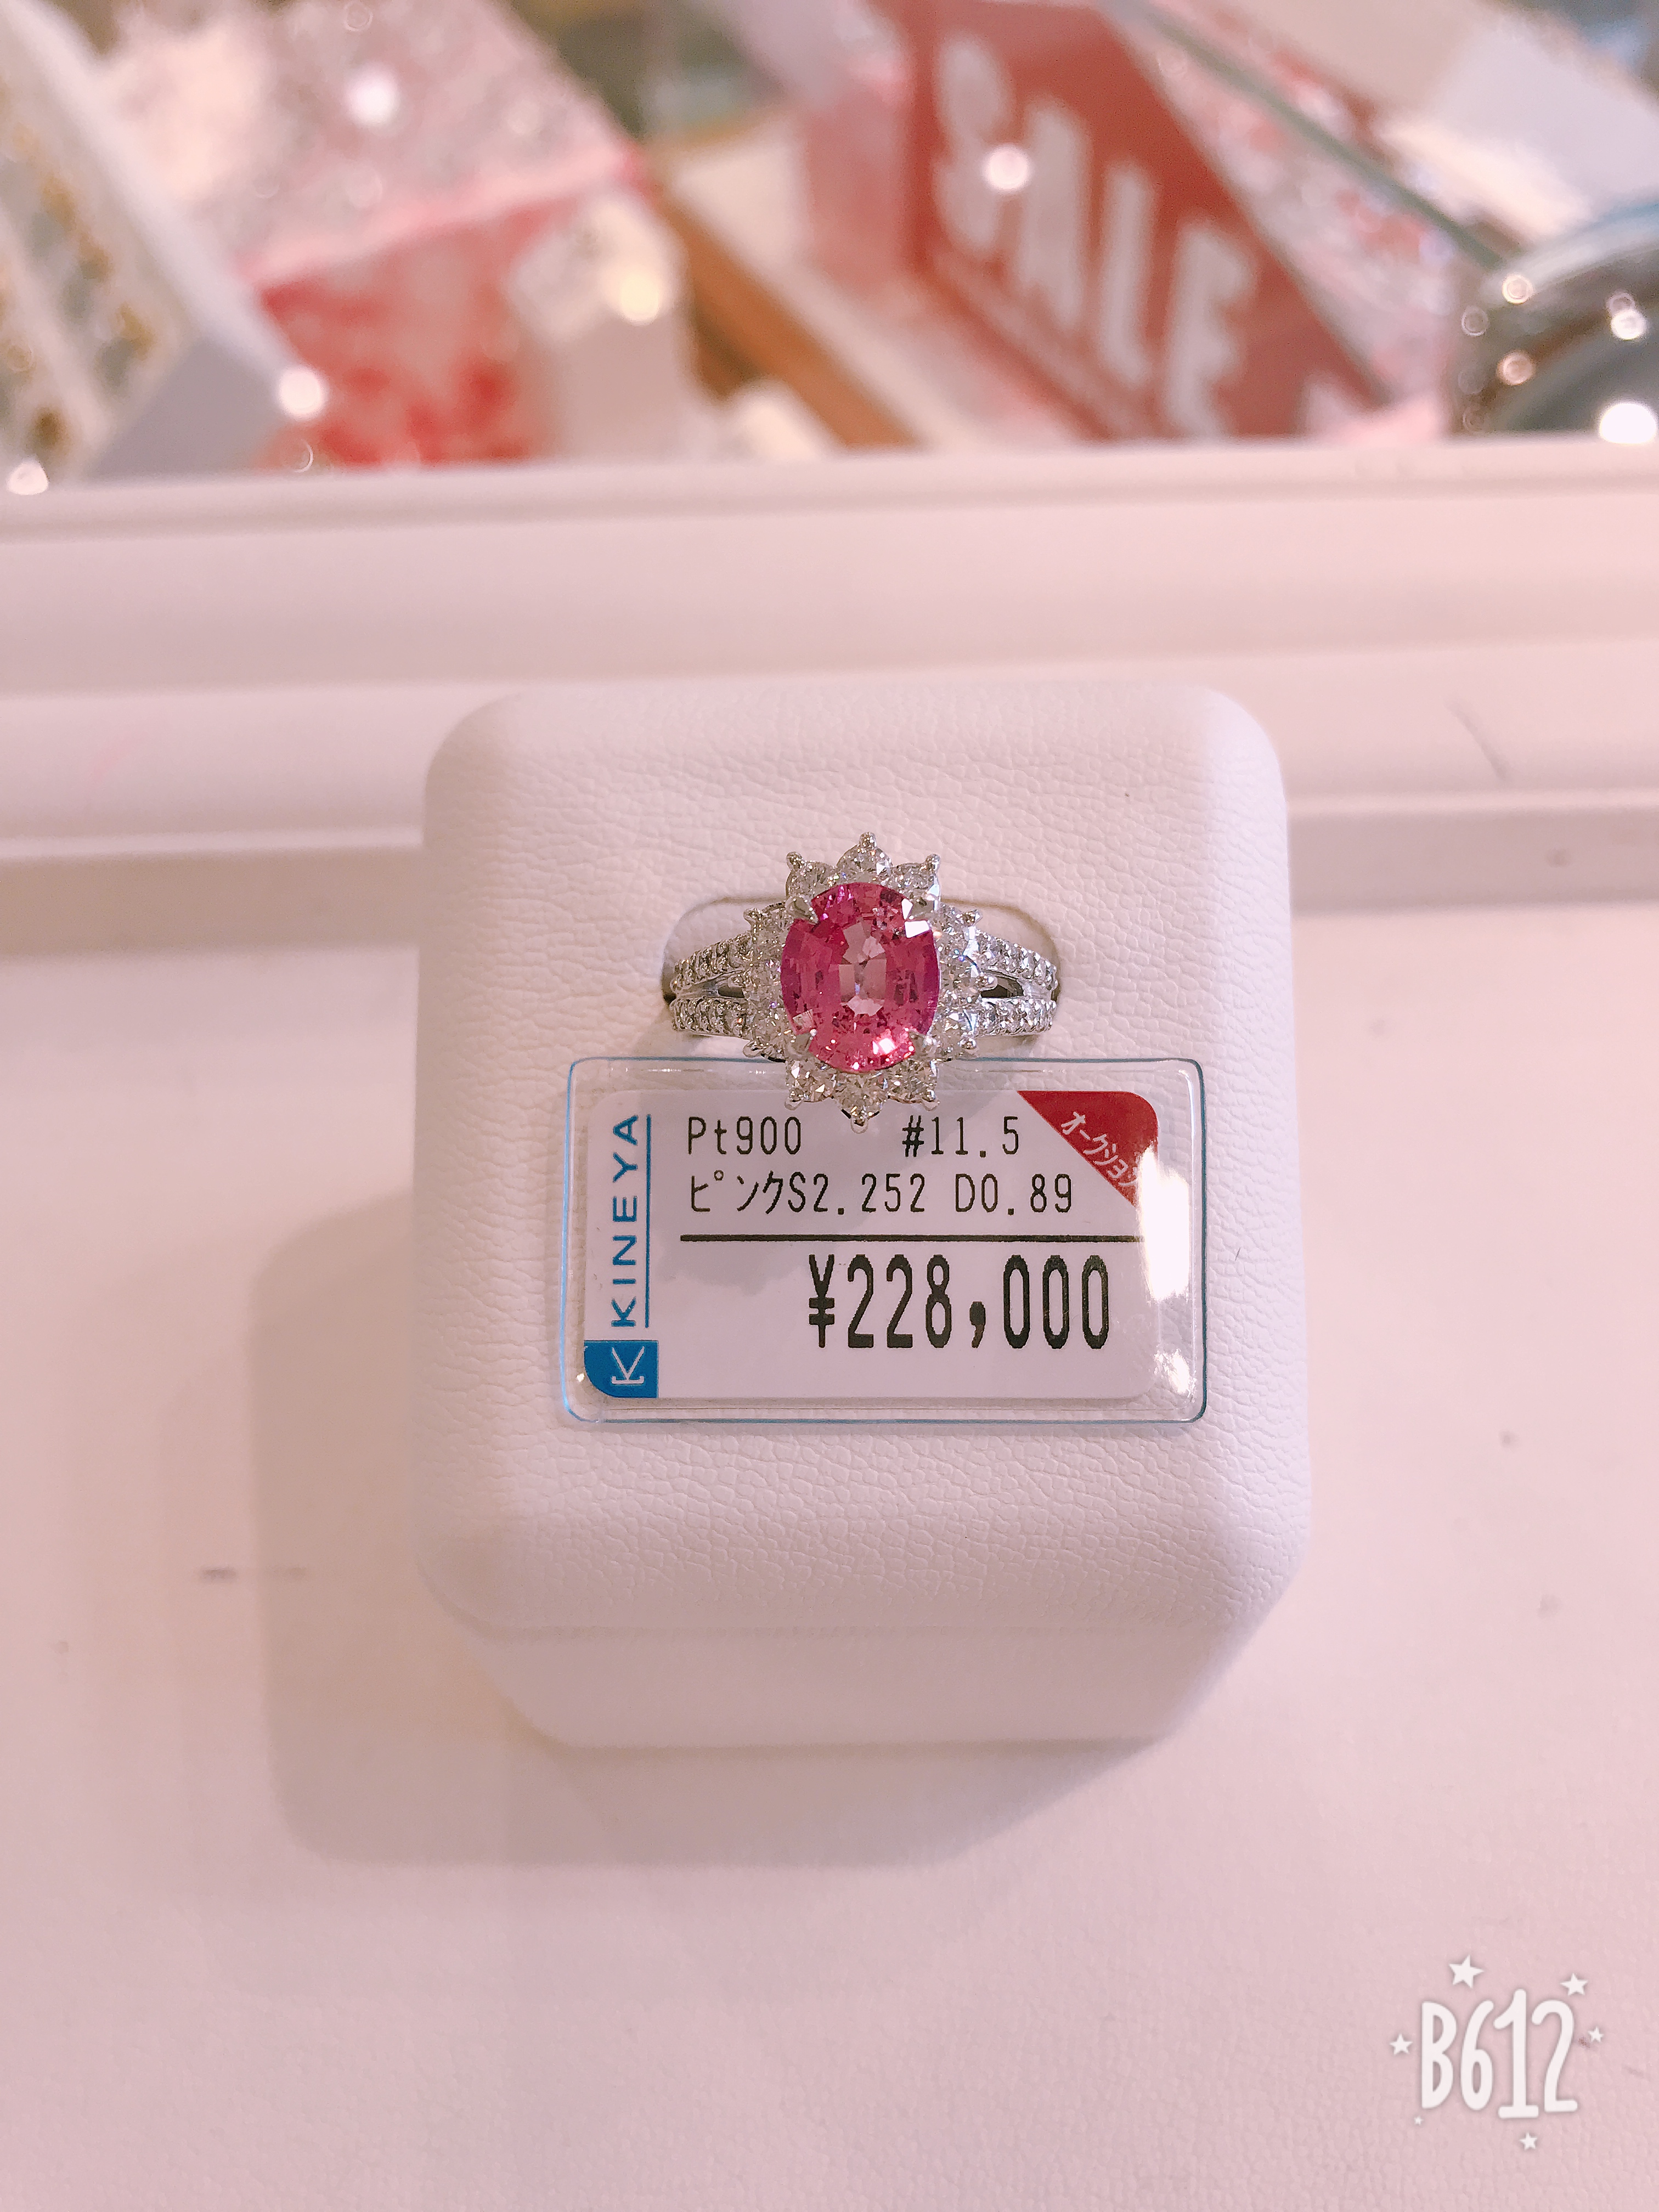 SALE
Pt900 #11.5
ピンクS2.252 D0.89
¥228,000
オークション
KINEYA
K
B612